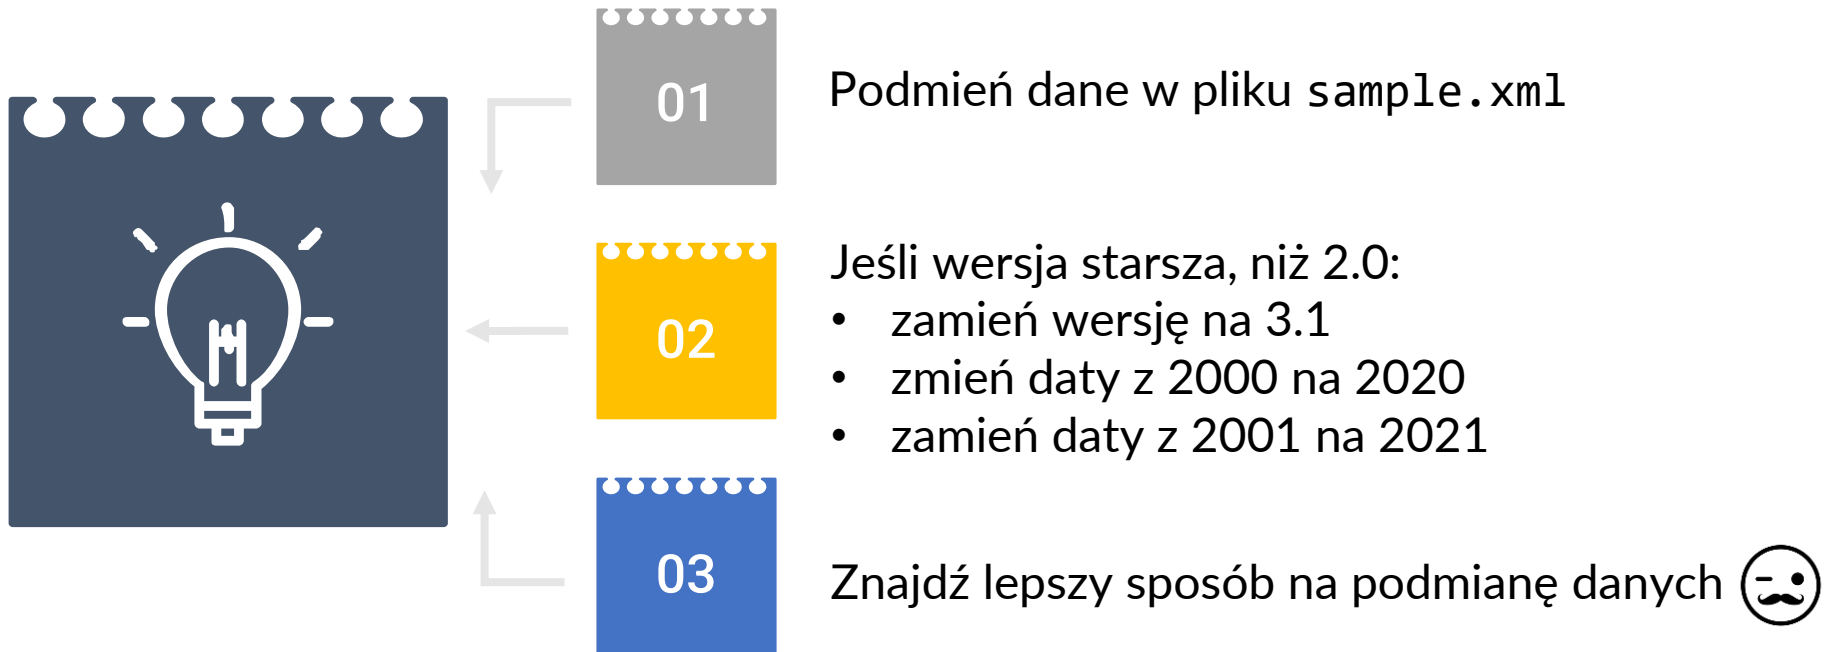 01
Podmień dane w pliku sample.xml
02
Jeśli wersja starsza, niż 2.0:
• zamień wersję na 3.1
• zmień daty z 2000 na 2020
• zamień daty z 2001 na 2021
03
Znajdź lepszy sposób na podmianę danych